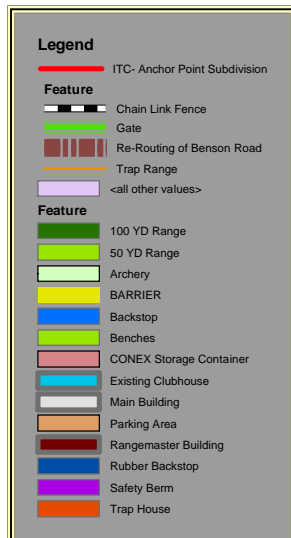 Legend
ITC- Anchor Point Subdivision
Feature
Chain Link Fence
Gate
Re-Routing of Benson Road
Trap Range
<all other values>
Feature
100 YD Range
50 YD Range
Archery
BARRIER
Backstop
Benches
CONEX Storage Container
Existing Clubhouse
Main Building
Parking Area
Rangemaster Building
Rubber Backstop
Safety Berm
Trap House